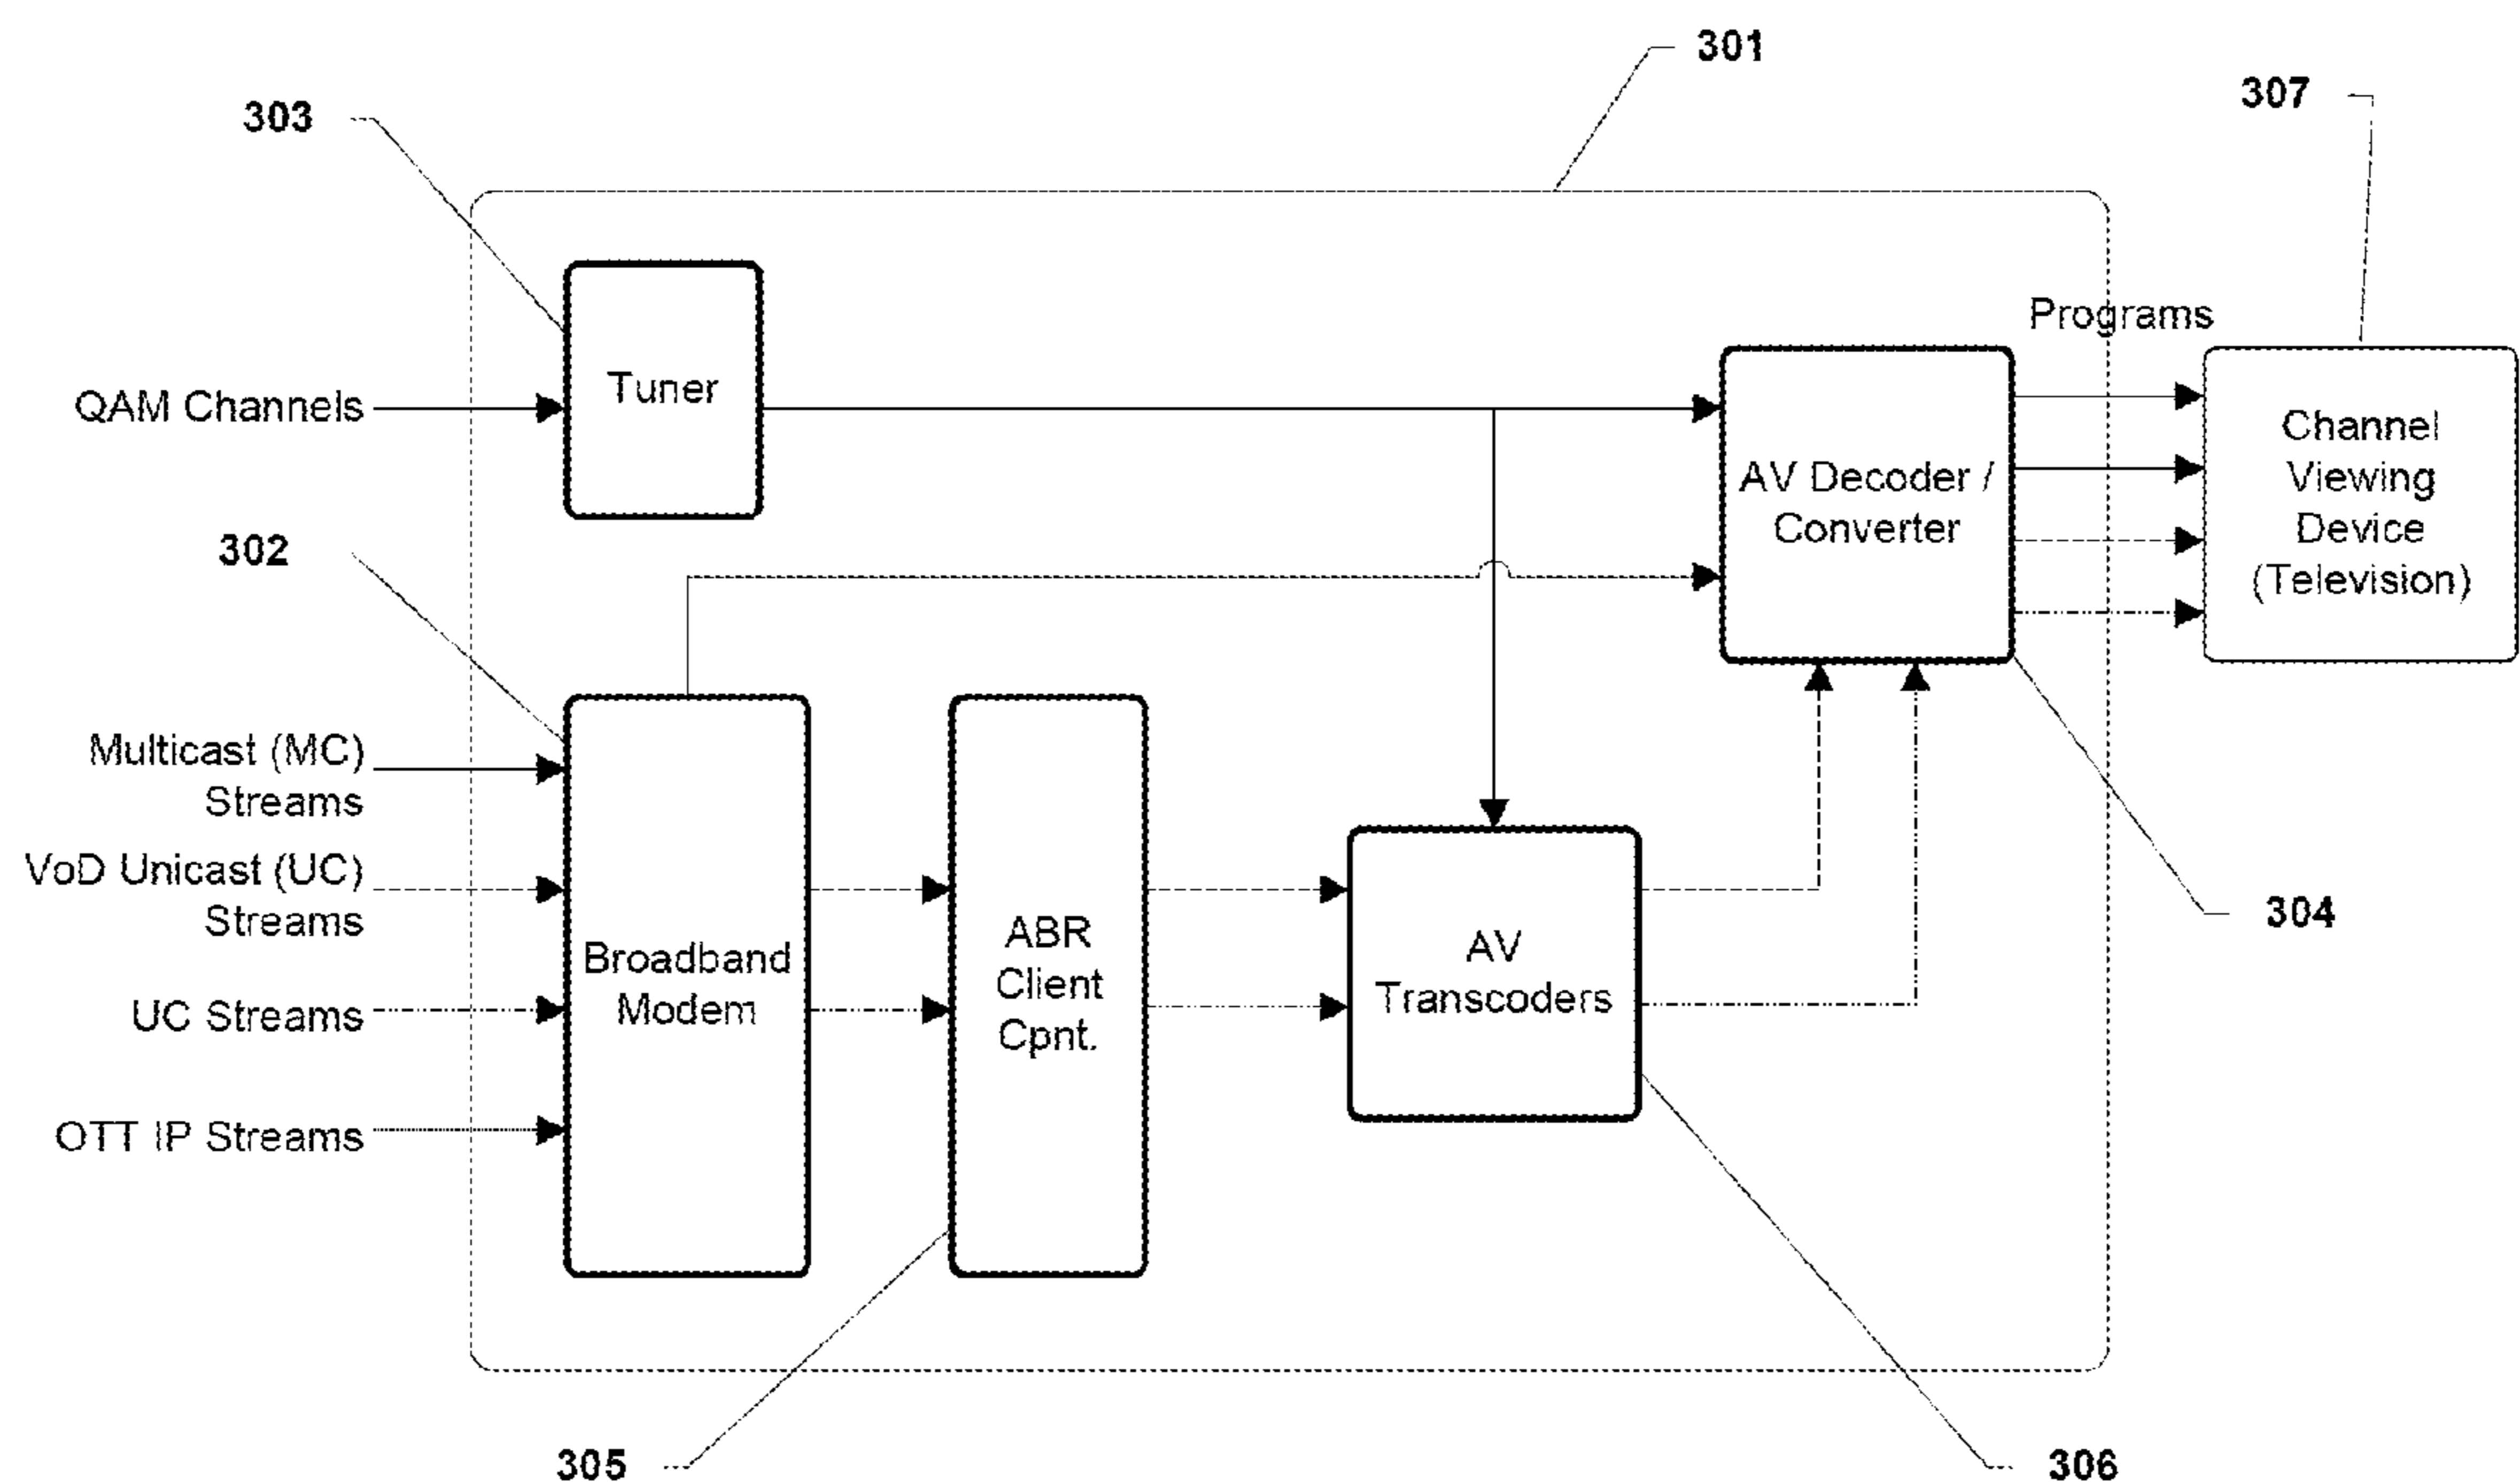 301
307
303
Programs
Tuner
QAM Channels
AV Decoder /
Converter
Channel
Viewing
Device
(Television)
302
Multicast (MC)
Streams
VoD Unicast (UC)
Streams
UC Streams
OTT IP Streams
Broadband
Modem
ABR
Client
Cpnt.
AV
Transcoders
304
305
306